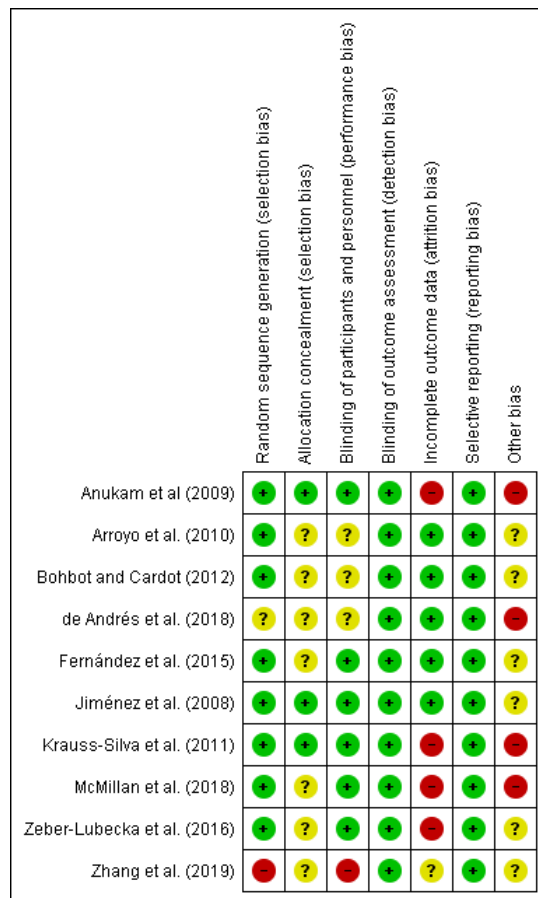 Random sequence generation (selection bias)
Allocation concealment (selection bias)
Blinding of participants and personnel (performance bias)
Blinding of outcome assessment (detection bias)
Incomplete outcome data (attrition bias)
Selective reporting (reporting bias)
Other bias
Anukam et al (2009) + + + + - + -
Arroyo et al. (2010) + ? ? + + + ?
Bohbot and Cardot (2012) + ? ? + + + ?
de Andrés et al. (2018) ? ? ? + + + -
Fernández et al. (2015) + ? + + + + ?
Jiménez et al. (2008) + + + + + + ?
Krauss-Silva et al. (2011) + + + + - + -
McMillan et al. (2018) + ? + + - + -
Zeber-Lubecka et al. (2016) + ? + + - + ?
Zhang et al. (2019) - ? - + ? + ?